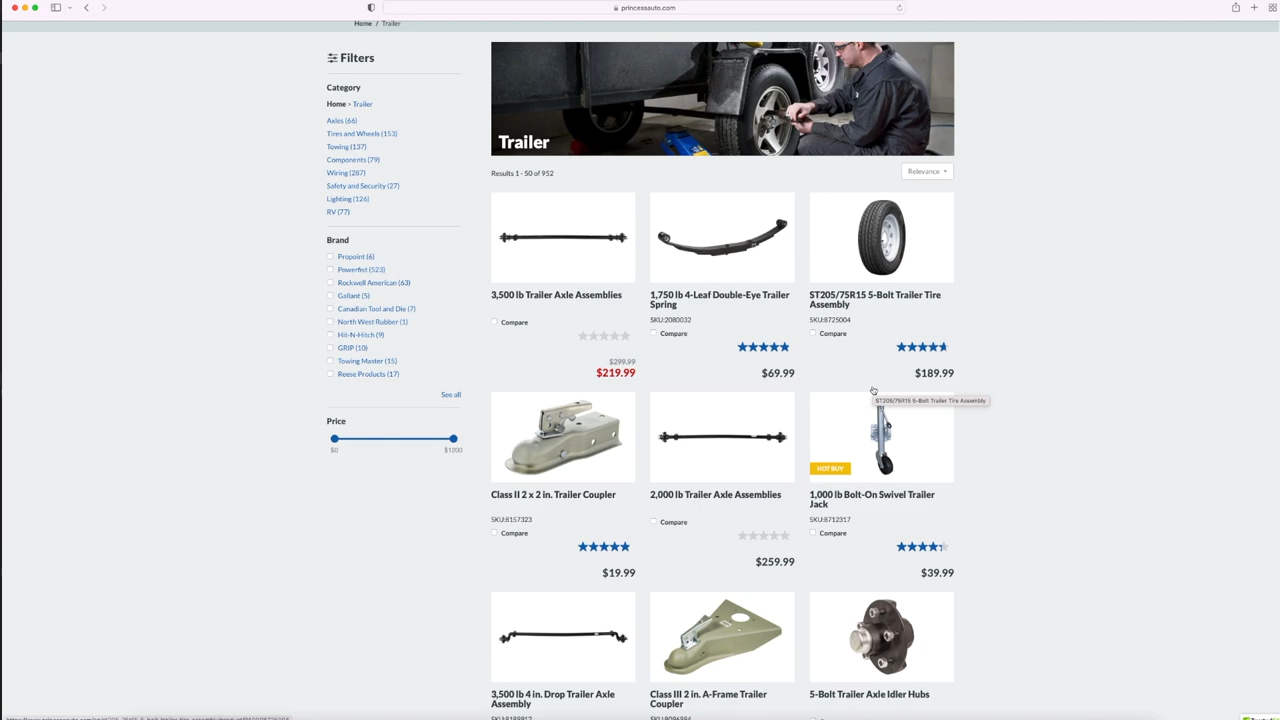 princessauto.com
Home / Trailer
Filters
Category
Home > Trailer
Axles (66)
Tires and Wheels (153)
Towing (137)
Components (79)
Wiring (287)
Safety and Security (27)
Lighting (126)
RV (77)
Brand
Propoint (6)
Powerfist (523)
Rockwell American (63)
Gallant (5)
Canadian Tool and Die (7)
North West Rubber (1)
Hit-N-Hitch (9)
GRIP (10)
Towing Master (15)
Reese Products (17)
See all
Price
$0 $1200
Trailer
Results 1 - 50 of 952
Relevance
3,500 lb Trailer Axle Assemblies
Compare
$299.99
$219.99
1,750 lb 4-Leaf Double-Eye Trailer
Spring
SKU:2080032
Compare
$69.99
ST205/75R15 5-Bolt Trailer Tire
Assembly
SKU:8725004
Compare
$189.99
ST205/75R15 5-Bolt Trailer Tire Assembly
Class II 2 x 2 in. Trailer Coupler
SKU:8157323
Compare
$19.99
2,000 lb Trailer Axle Assemblies
Compare
$259.99
HOT BUY
1,000 lb Bolt-On Swivel Trailer
Jack
SKU:8712317
Compare
$39.99
3,500 lb 4 in. Drop Trailer Axle
Assembly
Class III 2 in. A-Frame Trailer
Coupler
5-Bolt Trailer Axle Idler Hubs